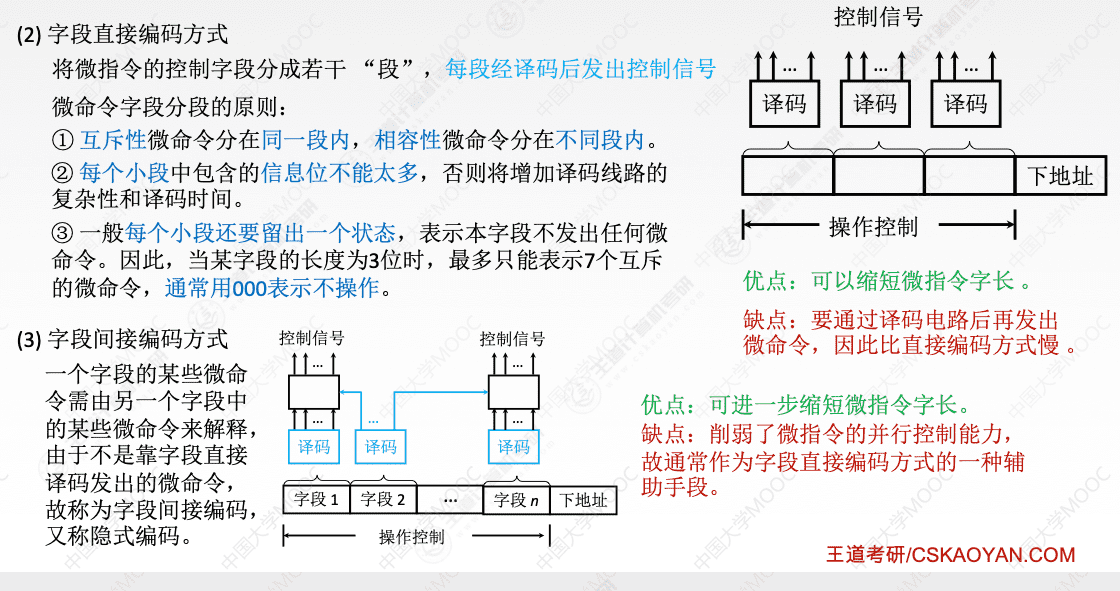 (2) 字段直接编码方式
将微指令的控制字段分成若干 “段”，每段经译码后发出控制信号
微命令字段分段的原则：
① 互斥性微命令分在同一段内，相容性微命令分在不同段内。
② 每个小段中包含的信息位不能太多，否则将增加译码线路的
复杂性和译码时间。
③ 一般每个小段还要留出一个状态，表示本字段不发出任何微
命令。因此，当某字段的长度为3位时，最多只能表示7个互斥
的微命令，通常用000表示不操作。
控制信号
... ... ...
译码 译码 译码
下地址
操作控制
优点：可以缩短微指令字长 。
缺点：要通过译码电路后再发出
微命令，因此比直接编码方式慢 。
(3) 字段间接编码方式
一个字段的某些微命
令需由另一个字段中
的某些微命令来解释，
由于不是靠字段直接
译码发出的微命令，
故称为字段间接编码，
又称隐式编码。
控制信号 控制信号
... ...
... ... ...
译码 译码 译码
字段 1 字段 2 ... 字段 n 下地址
操作控制
优点：可进一步缩短微指令字长。
缺点：削弱了微指令的并行控制能力，
故通常作为字段直接编码方式的一种辅
助手段。
王道考研/CSKAOYAN.COM
中国大学MOOC
王道计算机考研